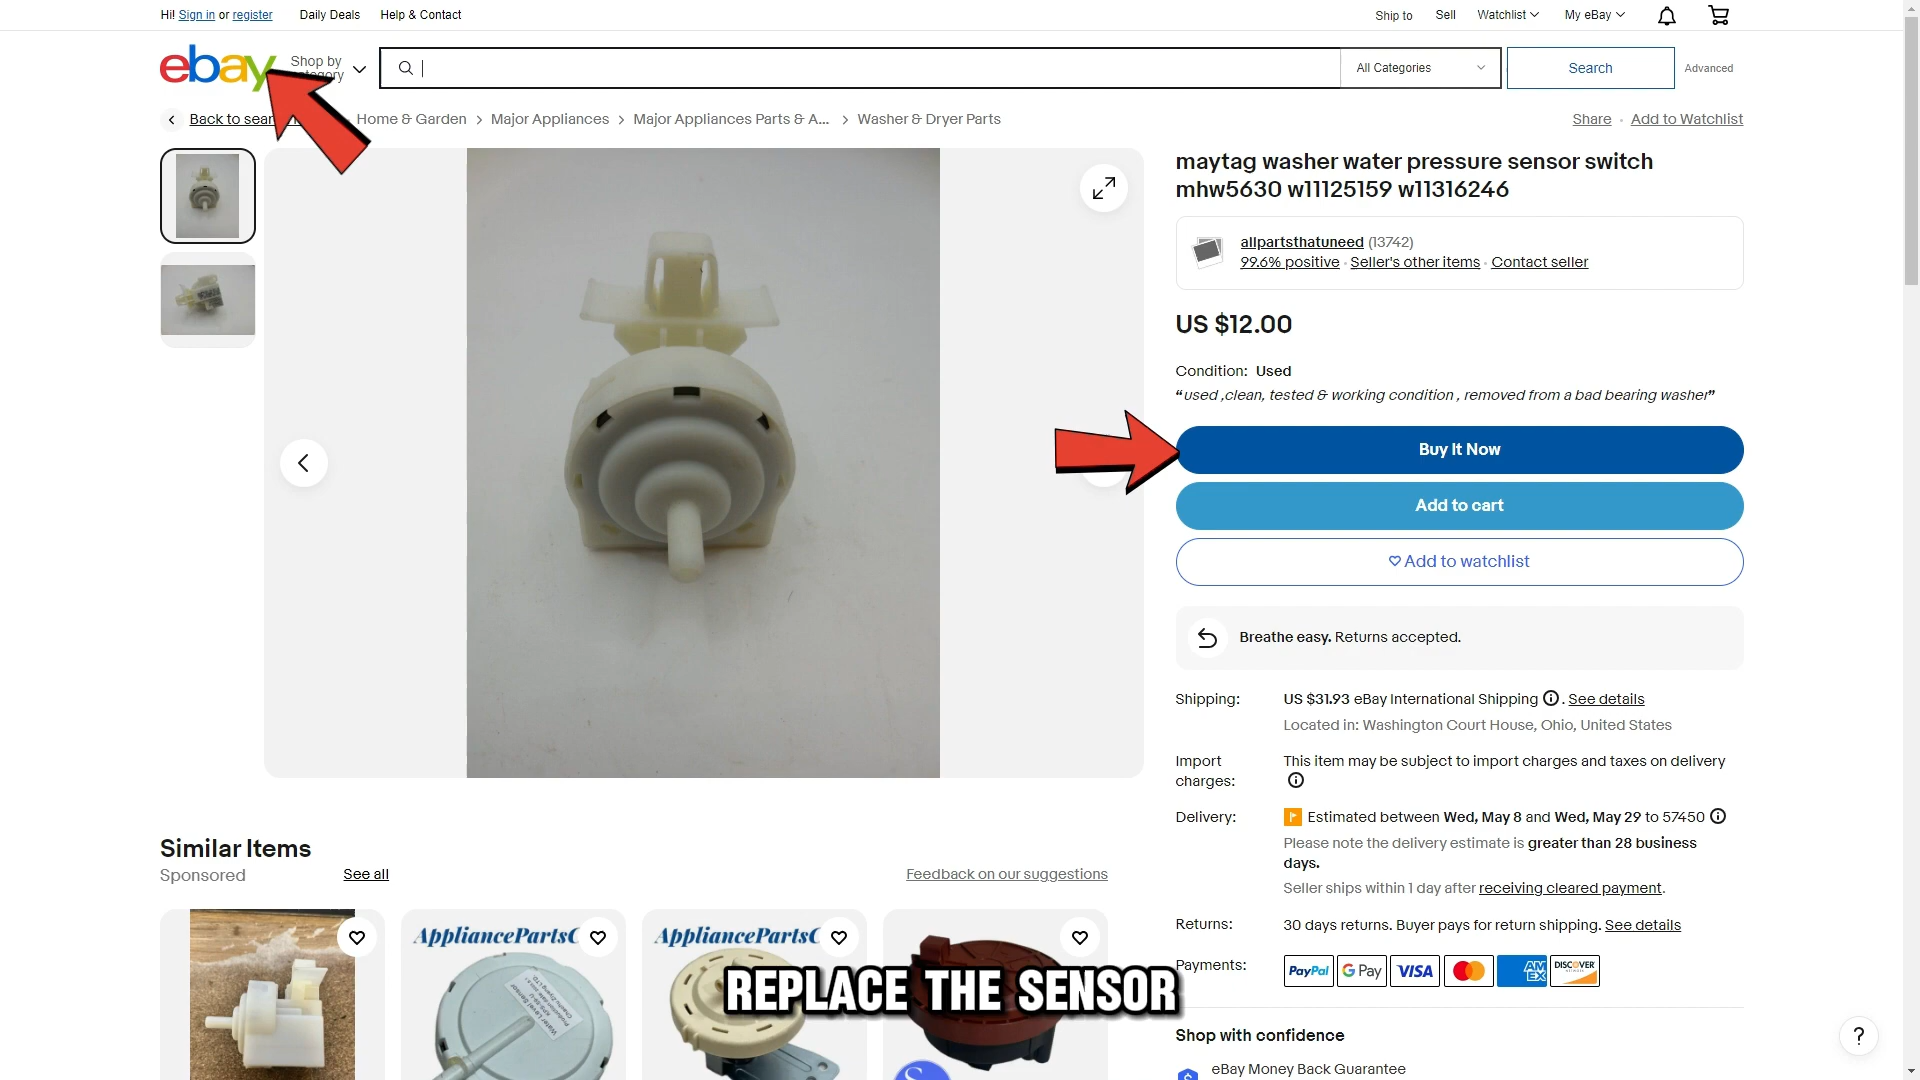 Hi! Sign in or register
Daily Deals
Help & Contact
Ship to
Sell
Watchlist
My eBay
ebay
Shop by
All Categories
Search
Advanced
Home & Garden > Major Appliances > Major Appliances Parts & A... > Washer & Dryer Parts
Back to
Share
Add to Watchlist
maytag washer water pressure sensor switch
mhw5630 w11125159 w11316246
allpartsthatuneed (13742)
99.6% positive · Seller's other items · Contact seller
US $12.00
Condition: Used
“used ,clean, tested & working condition , removed from a bad bearing washer”
Buy It Now
Add to cart
Add to watchlist
Breathe easy. Returns accepted.
Shipping: US $31.93 eBay International Shipping . See details
Located in: Washington Court House, Ohio, United States
Import charges: This item may be subject to import charges and taxes on delivery
Delivery: Estimated between Wed, May 8 and Wed, May 29 to 57450
Please note the delivery estimate is greater than 28 business
days.
Seller ships within 1 day after receiving cleared payment.
Returns: 30 days returns. Buyer pays for return shipping. See details
Payments: PayPal G Pay VISA AMEX DISCOVER
Shop with confidence
eBay Money Back Guarantee
?
Similar Items
Sponsored
See all
Feedback on our suggestions
AppliancePartsC
AppliancePartsC
Water Level Sensor
REPLACE THE SENSOR